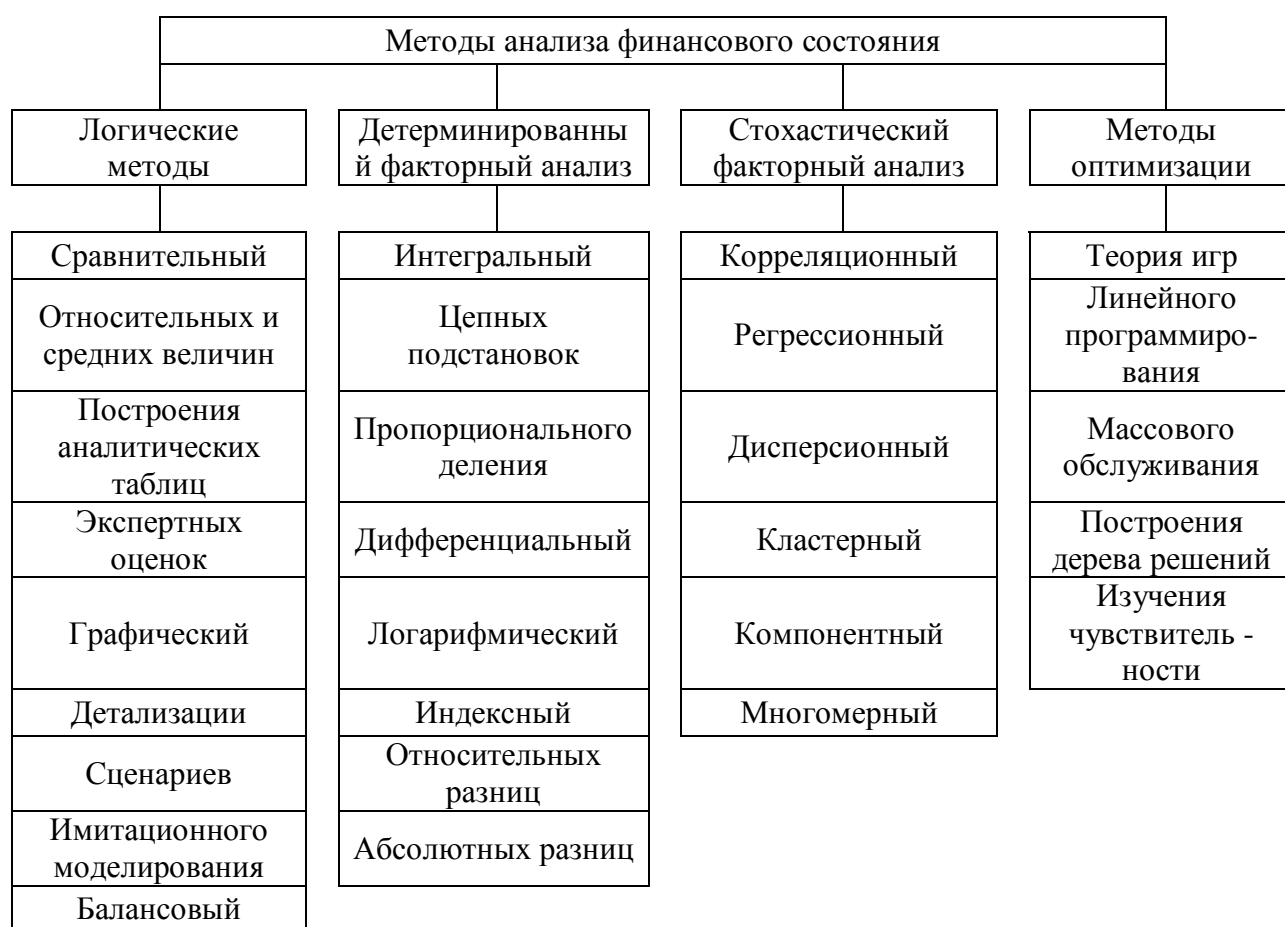 Методы анализа финансового состояния
Логические
методы
Детерминированны
й факторный анализ
Стохастический
факторный анализ
Методы
оптимизации
Сравнительный
Относительных и
средних величин
Построения
аналитических
таблиц
Экспертных
оценок
Графический
Детализации
Сценариев
Имитационного
моделирования
Балансовый
Интегральный
Цепных
подстановок
Пропорционального
деления
Дифференциальный
Логарифмический
Индексный
Относительных
разниц
Абсолютных разниц
Корреляционный
Регрессионный
Дисперсионный
Кластерный
Компонентный
Многомерный
Теория игр
Линейного
программиро-
вания
Массового
обслуживания
Построения
дерева решений
Изучения
чувствитель -
ности